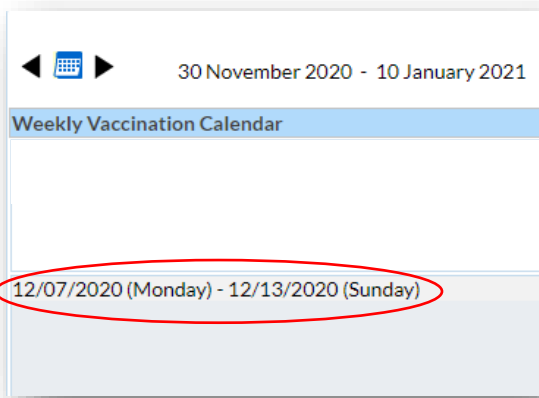 30 November 2020 - 10 January 2021
Weekly Vaccination Calendar
12/07/2020 (Monday) - 12/13/2020 (Sunday)